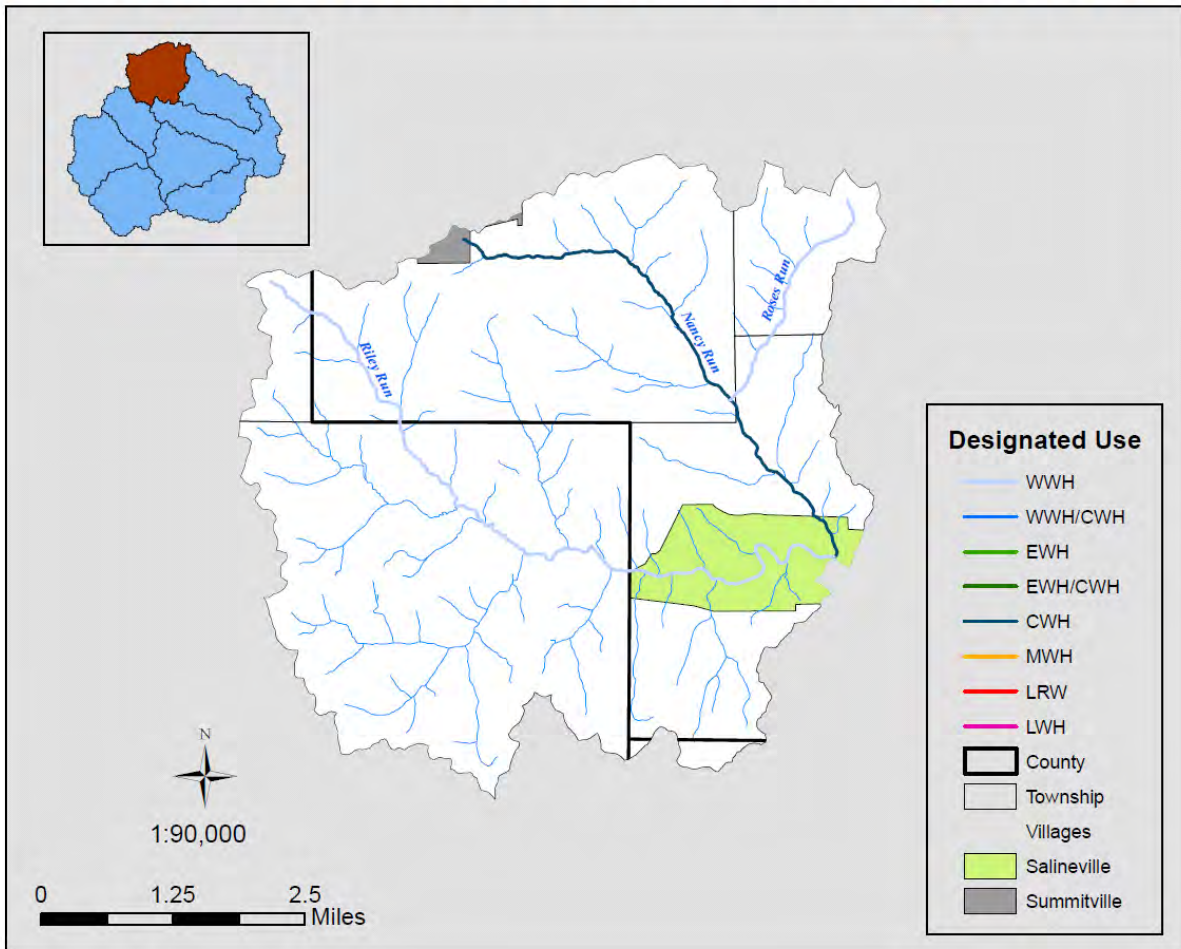 Roses Run
Nancy Run
Riley Run
N
1:90,000
0 1.25 2.5
Miles
Designated Use
WWH
WWH/CWH
EWH
EWH/CWH
CWH
MWH
LRW
LWH
County
Township
Villages
Salineville
Summitville